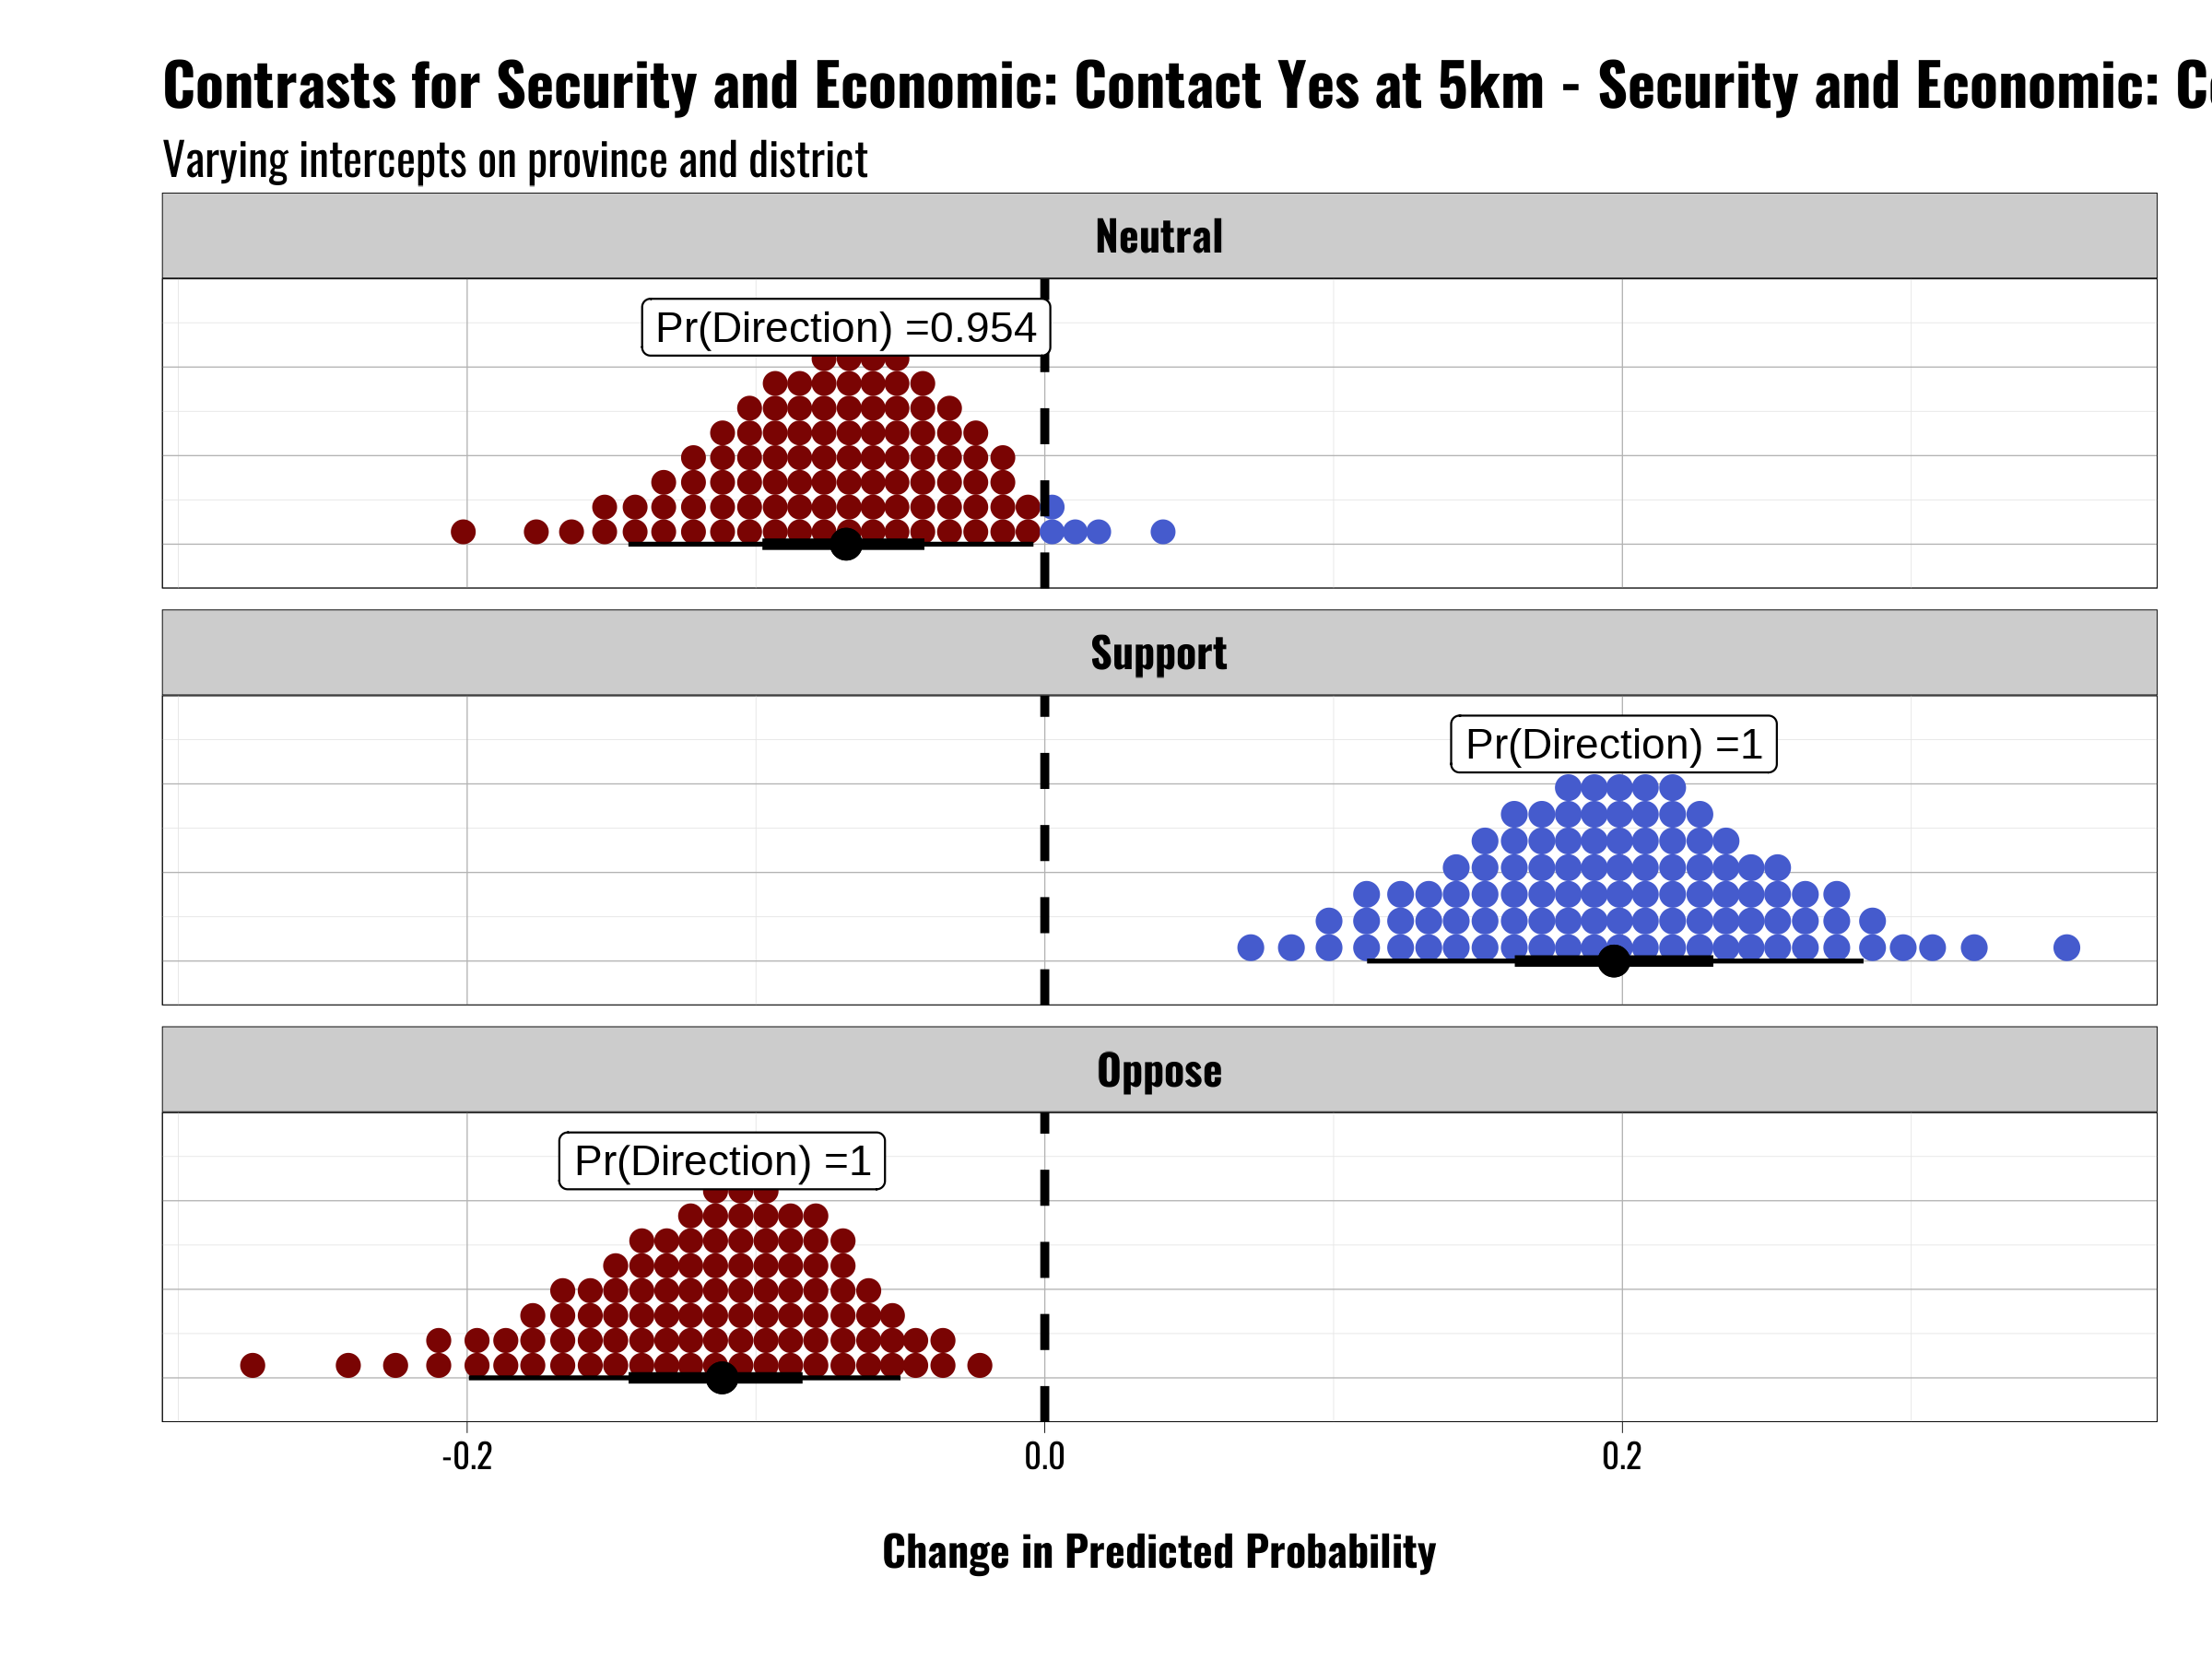 Contrasts for Security and Economic: Contact Yes at 5km - Security and Economic:
Varying intercepts on province and district
Neutral
Pr(Direction) =0.954
Support
Pr(Direction) =1
Oppose
Pr(Direction) =1
-0.2 0.0 0.2
Change in Predicted Probability